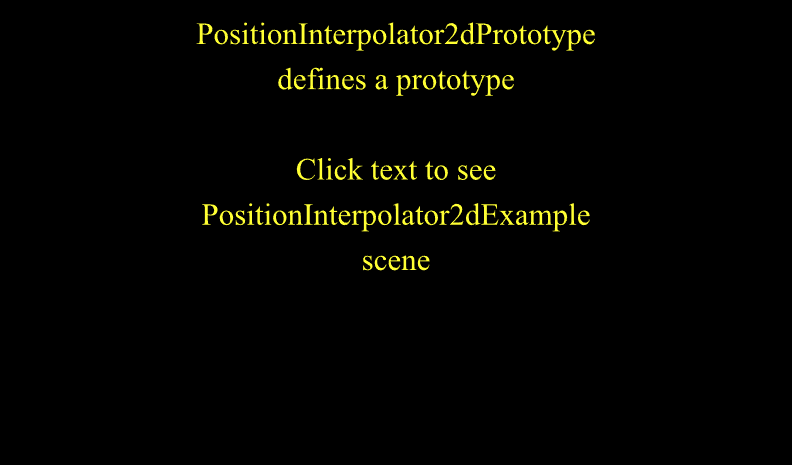 PositionInterpolator2dPrototype
defines a prototype
Click text to see
PositionInterpolator2dExample
scene